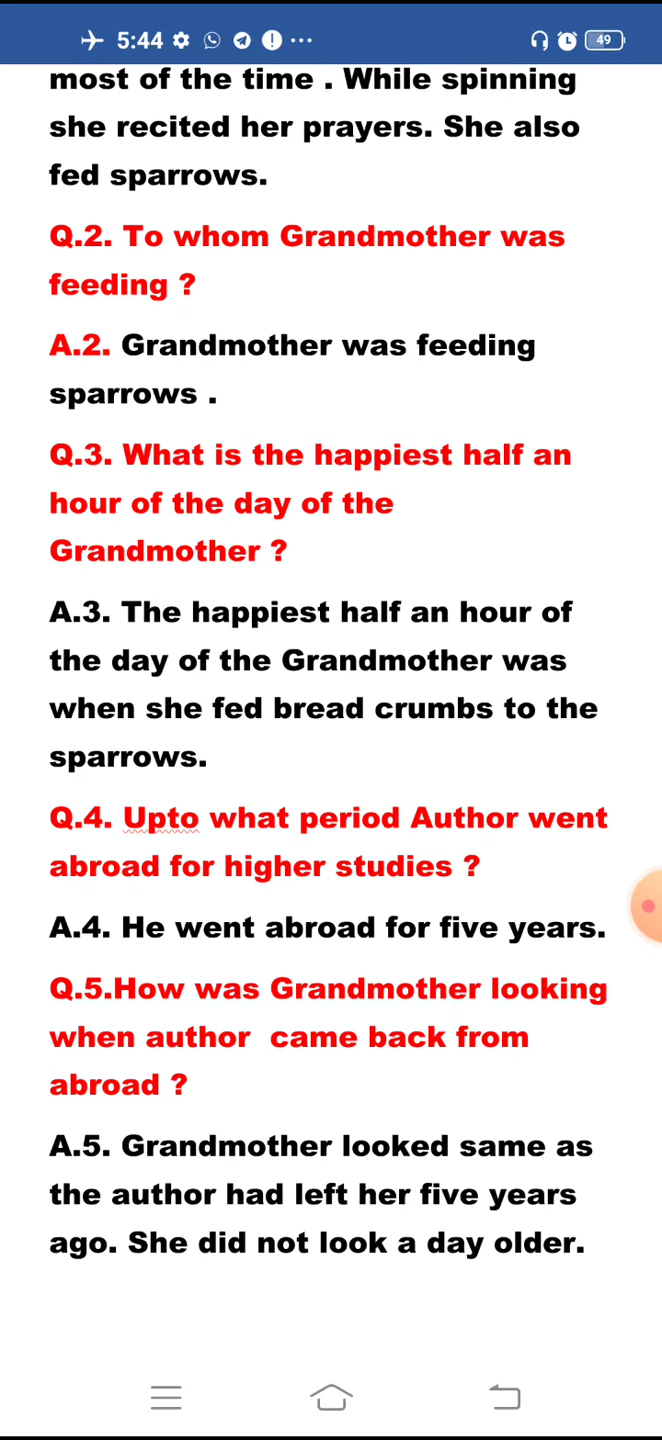 5:44
49
most of the time . While spinning
she recited her prayers. She also
fed sparrows.
Q.2. To whom Grandmother was
feeding ?
A.2. Grandmother was feeding
sparrows .
Q.3. What is the happiest half an
hour of the day of the
Grandmother ?
A.3. The happiest half an hour of
the day of the Grandmother was
when she fed bread crumbs to the
sparrows.
Q.4. Upto what period Author went
abroad for higher studies ?
A.4. He went abroad for five years.
Q.5.How was Grandmother looking
when author  came back from
abroad ?
A.5. Grandmother looked same as
the author had left her five years
ago. She did not look a day older.